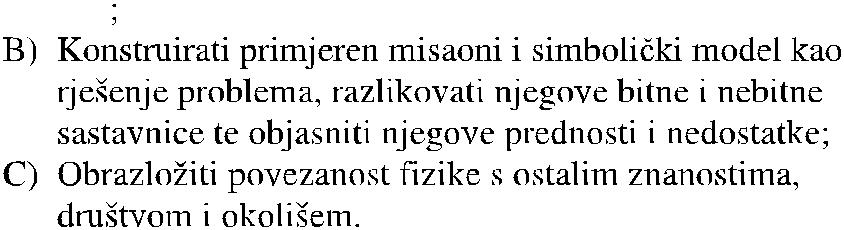 ;
B) Konstruirati primjeren misaoni i simbolički model kao
rješenje problema, razlikovati njegove bitne i nebitne
sastavnice te objasniti njegove prednosti i nedostatke;
C) Obrazložiti povezanost fizike s ostalim znanostima,
društvom i okolišem.